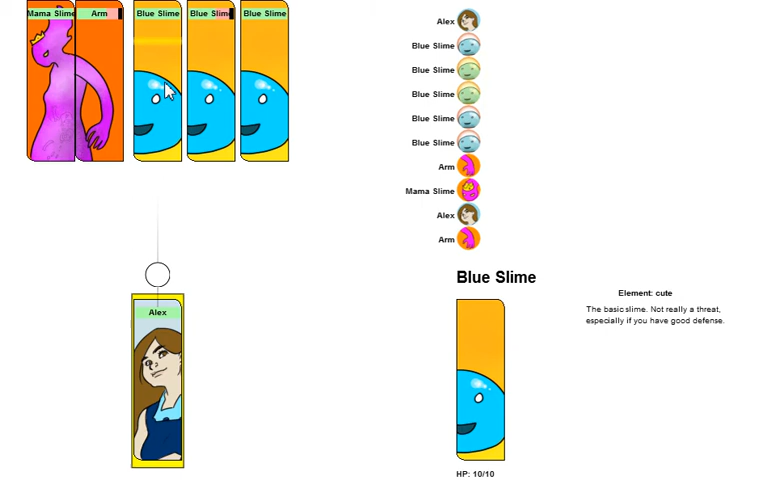 Mama Slime
Arm
Blue Slime
Blue Slime
Blue Slime
Alex
Blue Slime
Blue Slime
Blue Slime
Blue Slime
Blue Slime
Arm
Mama Slime
Alex
Arm
Alex
Blue Slime
Element: cute
The basic slime. Not really a threat,
especially if you have good defense.
HP: 10/10